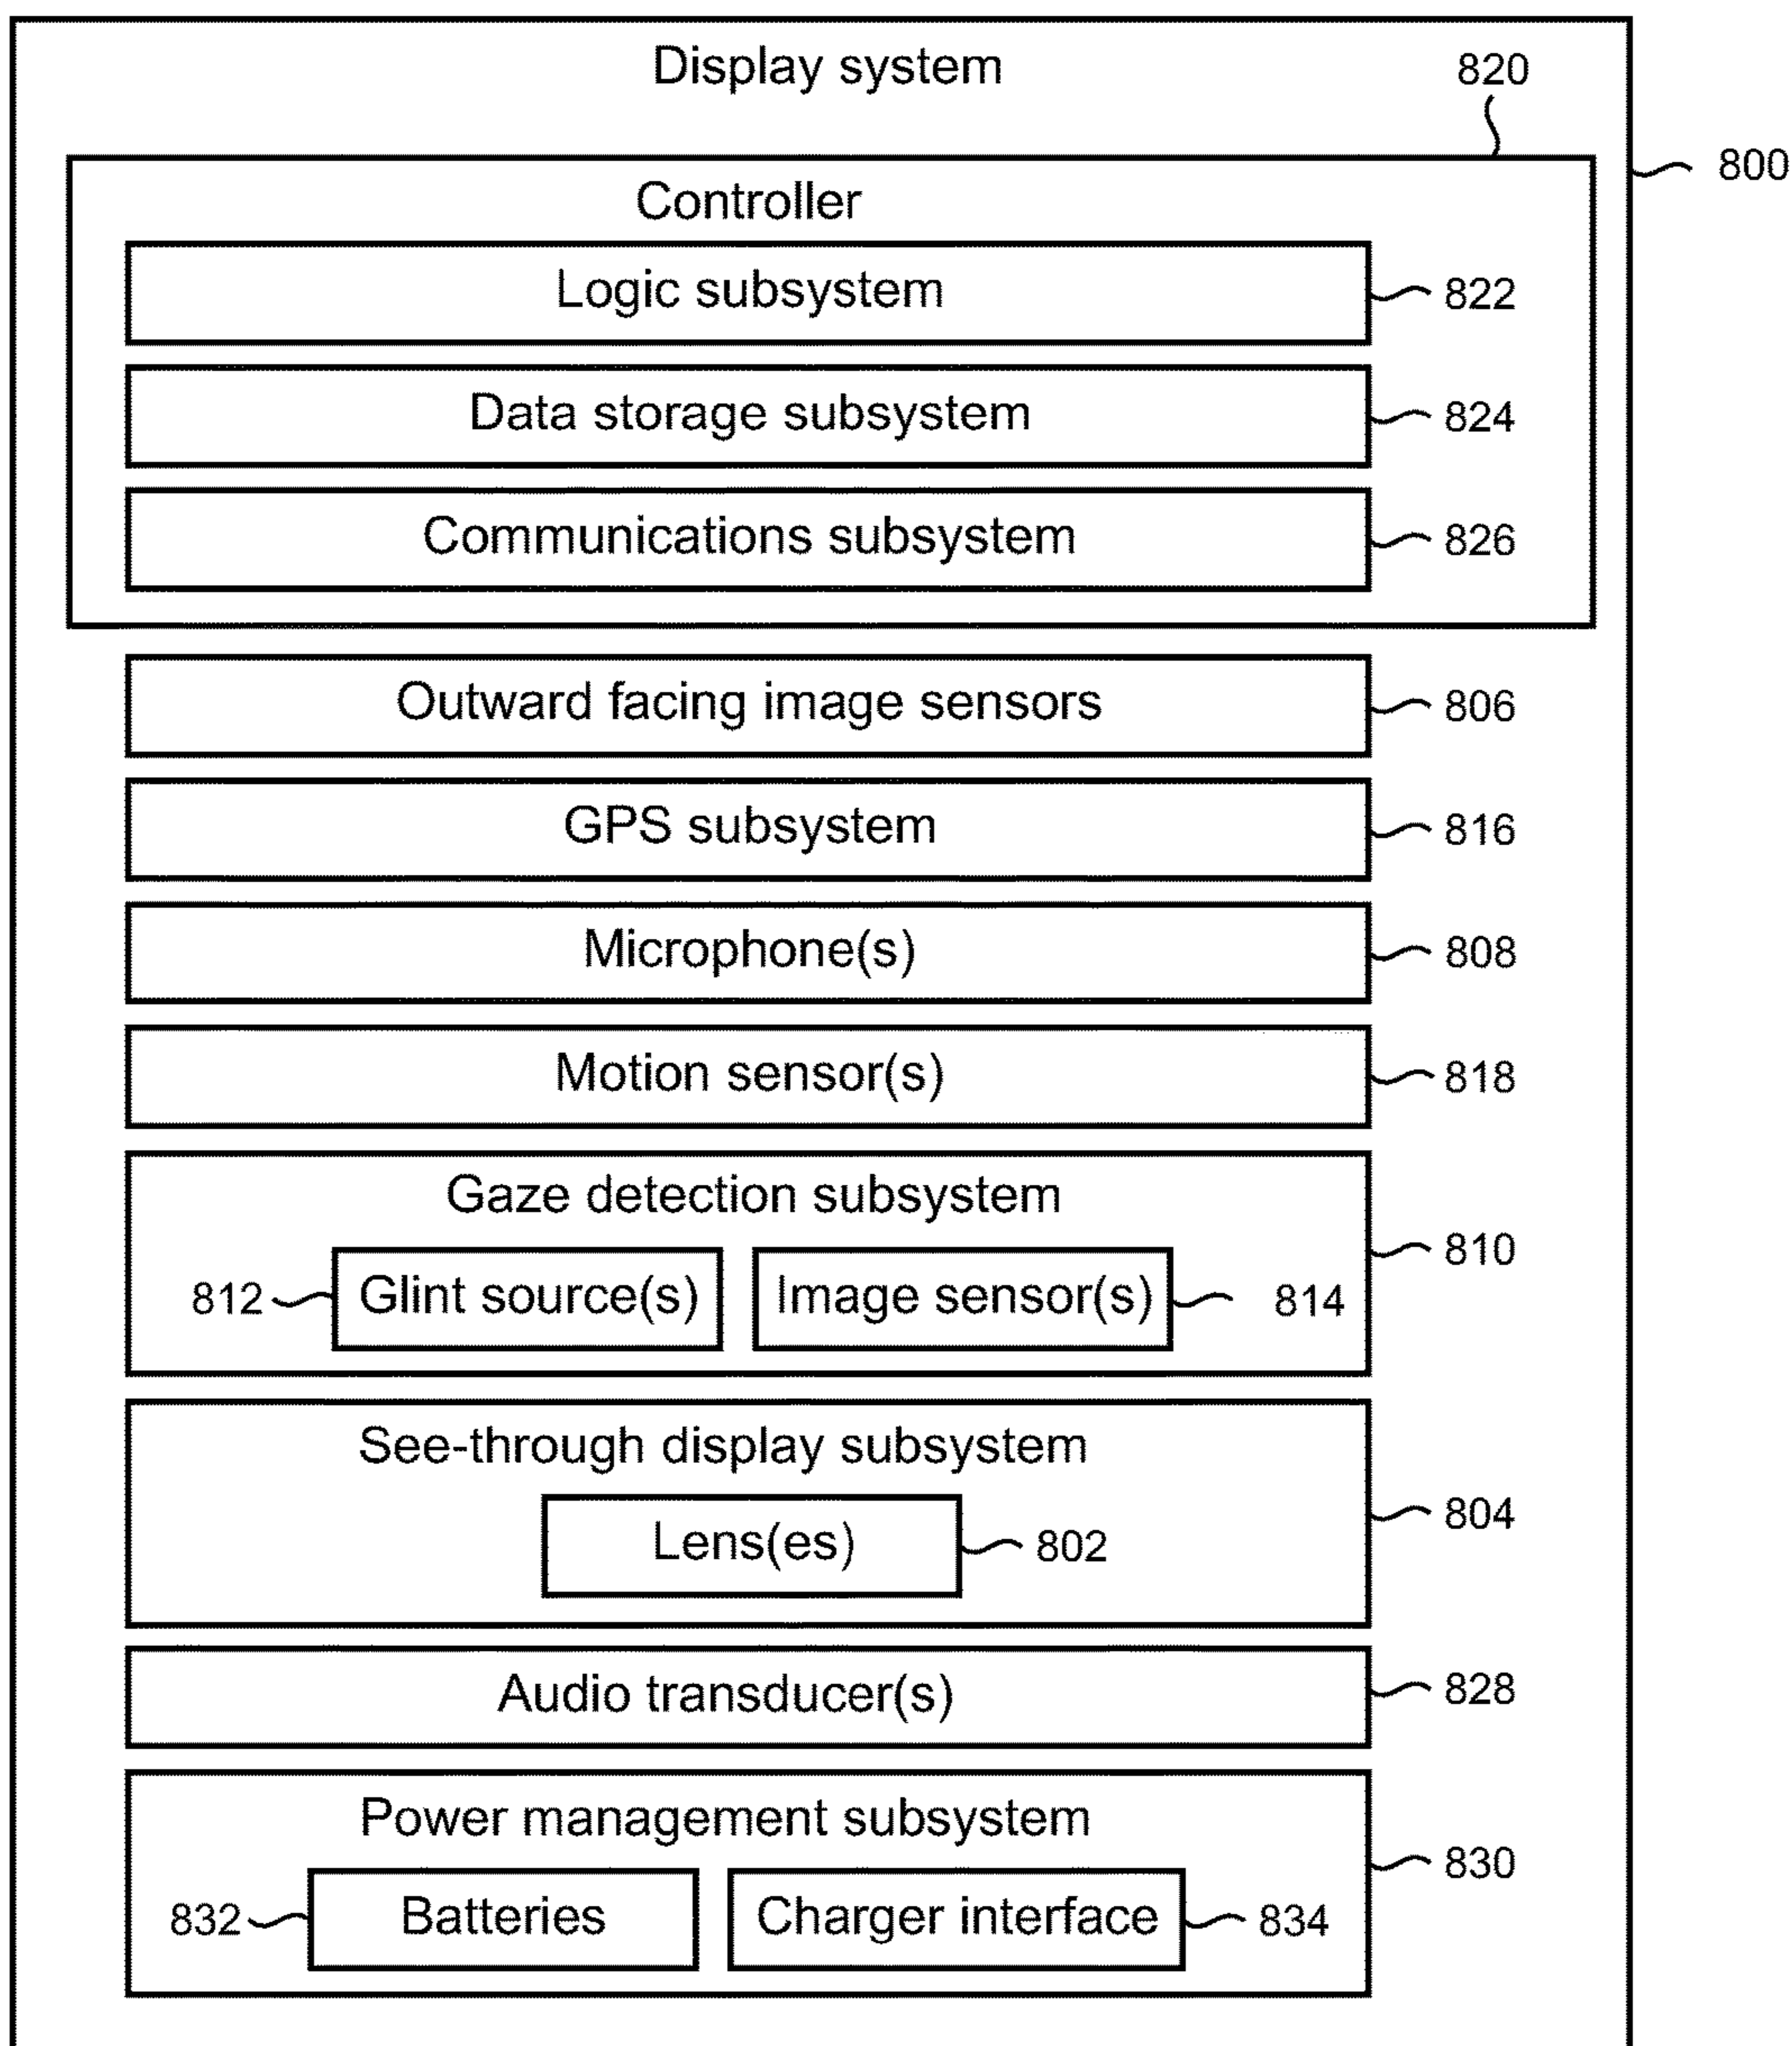 Display system
820
800
Controller
Logic subsystem
822
Data storage subsystem
824
Communications subsystem
826
Outward facing image sensors
806
GPS subsystem
816
Microphone(s)
808
Motion sensor(s)
818
Gaze detection subsystem
810
812
Glint source(s)
Image sensor(s)
814
See-through display subsystem
804
Lens(es)
802
Audio transducer(s)
828
Power management subsystem
830
832
Batteries
Charger interface
834